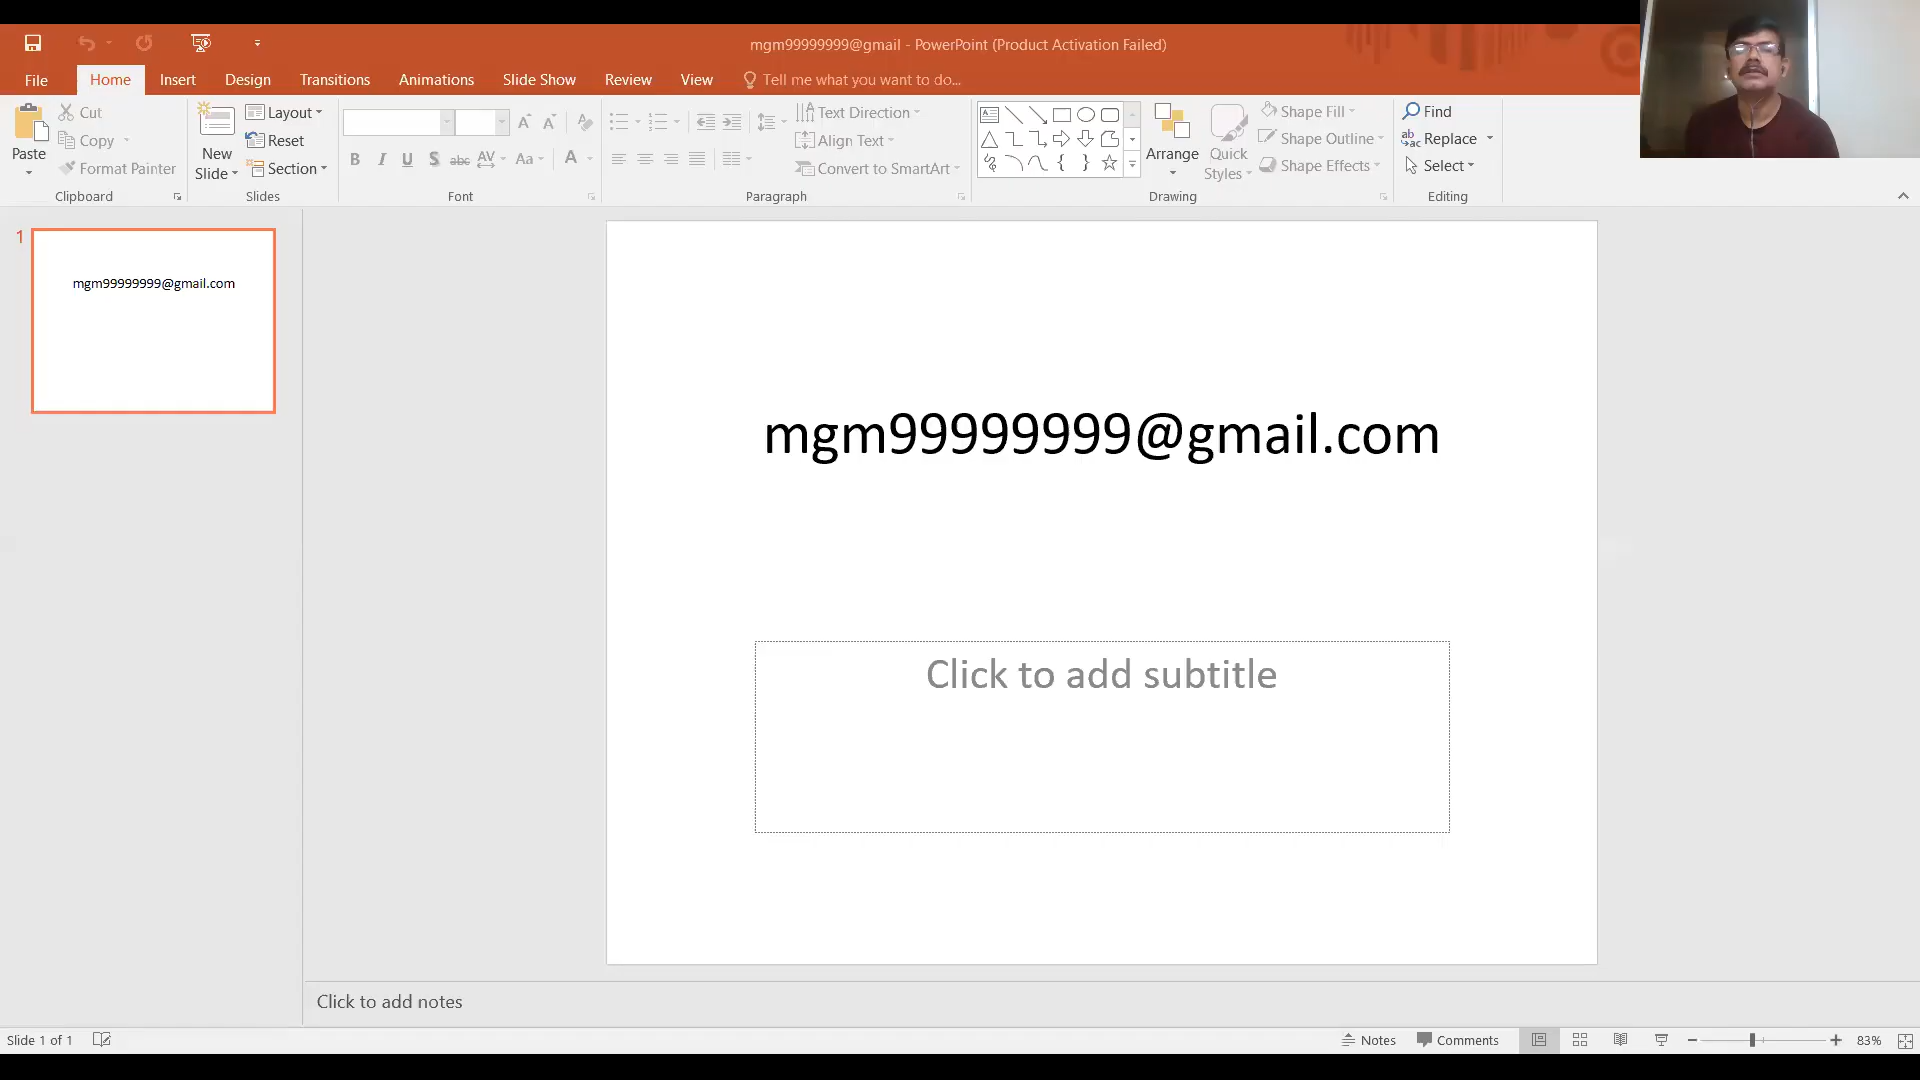 mgm99999999@gmail - PowerPoint (Product Activation Failed)
File Home Insert Design Transitions Animations Slide Show Review View Tell me what you want to do...
Paste
Cut
Copy
Format Painter
Clipboard
New
Slide
Layout
Reset
Section
Slides
B I U S abc AV Aa A
Font
Text Direction
Align Text
Convert to SmartArt
Paragraph
Arrange
Quick
Styles
Shape Fill
Shape Outline
Shape Effects
Drawing
Find
Replace
Select
Editing
1
mgm99999999@gmail.com
mgm99999999@gmail.com
Click to add subtitle
Click to add notes
Slide 1 of 1
Notes
Comments
83%